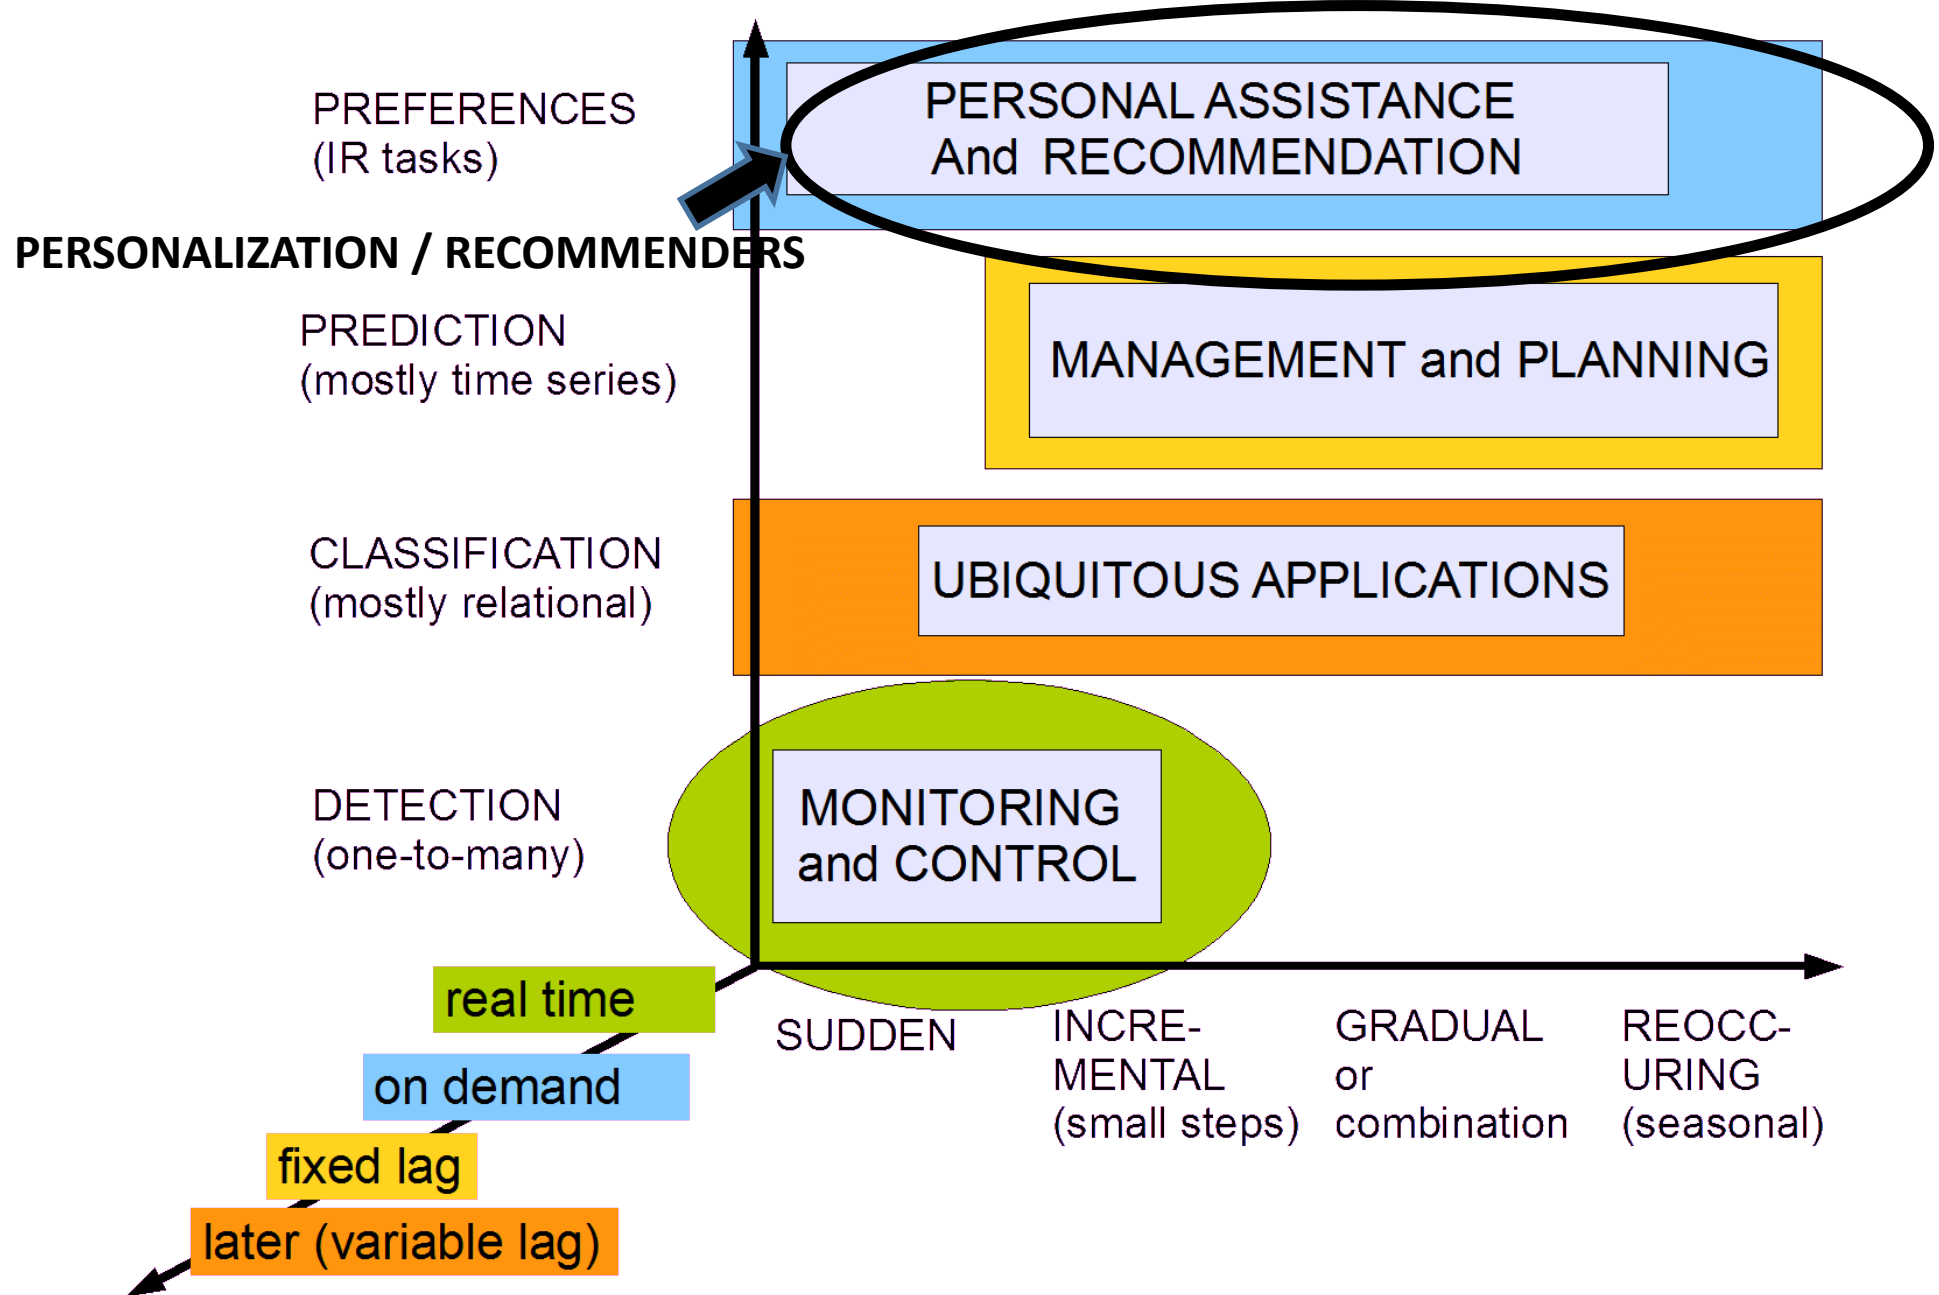 PREFERENCES
(IR tasks)
PERSONAL ASSISTANCE
And RECOMMENDATION
PERSONALIZATION / RECOMMENDERS
PREDICTION
(mostly time series)
MANAGEMENT and PLANNING
CLASSIFICATION
(mostly relational)
UBIQUITOUS APPLICATIONS
DETECTION
(one-to-many)
MONITORING
and CONTROL
real time
on demand
fixed lag
later (variable lag)
SUDDEN
INCRE-
MENTAL
(small steps)
GRADUAL
or
combination
REOCC-
URING
(seasonal)